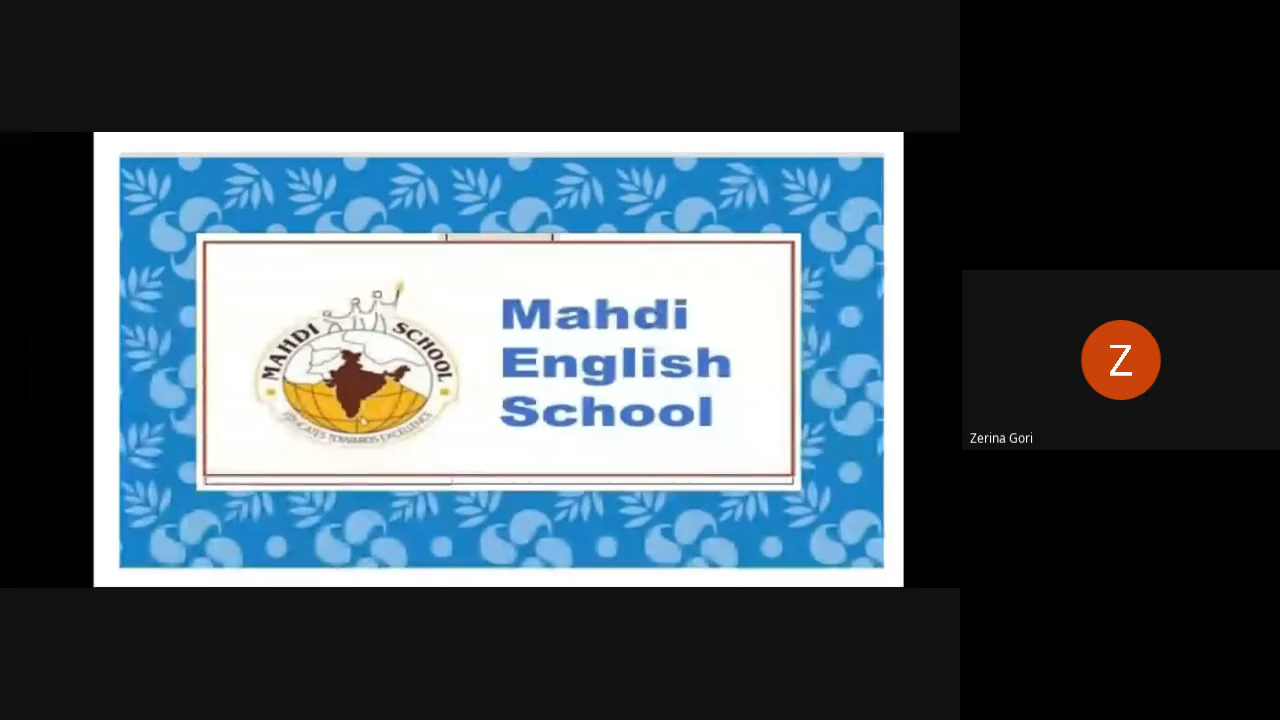 MAHDI SCHOOL
EDUCATES TOWARDS EXCELLENCE
Mahdi
English
School
Z
Zerina Gori